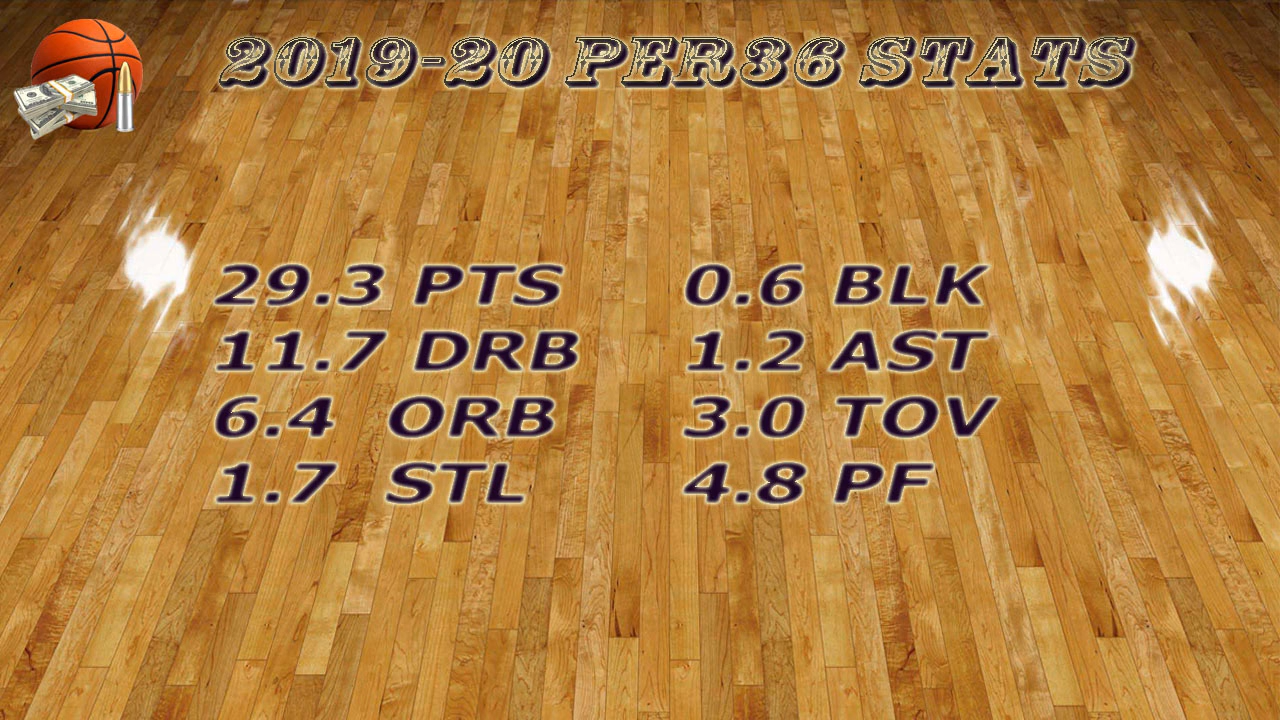 2019-20 PER36 STATS
29.3 PTS
11.7 DRB
6.4 ORB
1.7 STL
0.6 BLK
1.2 AST
3.0 TOV
4.8 PF